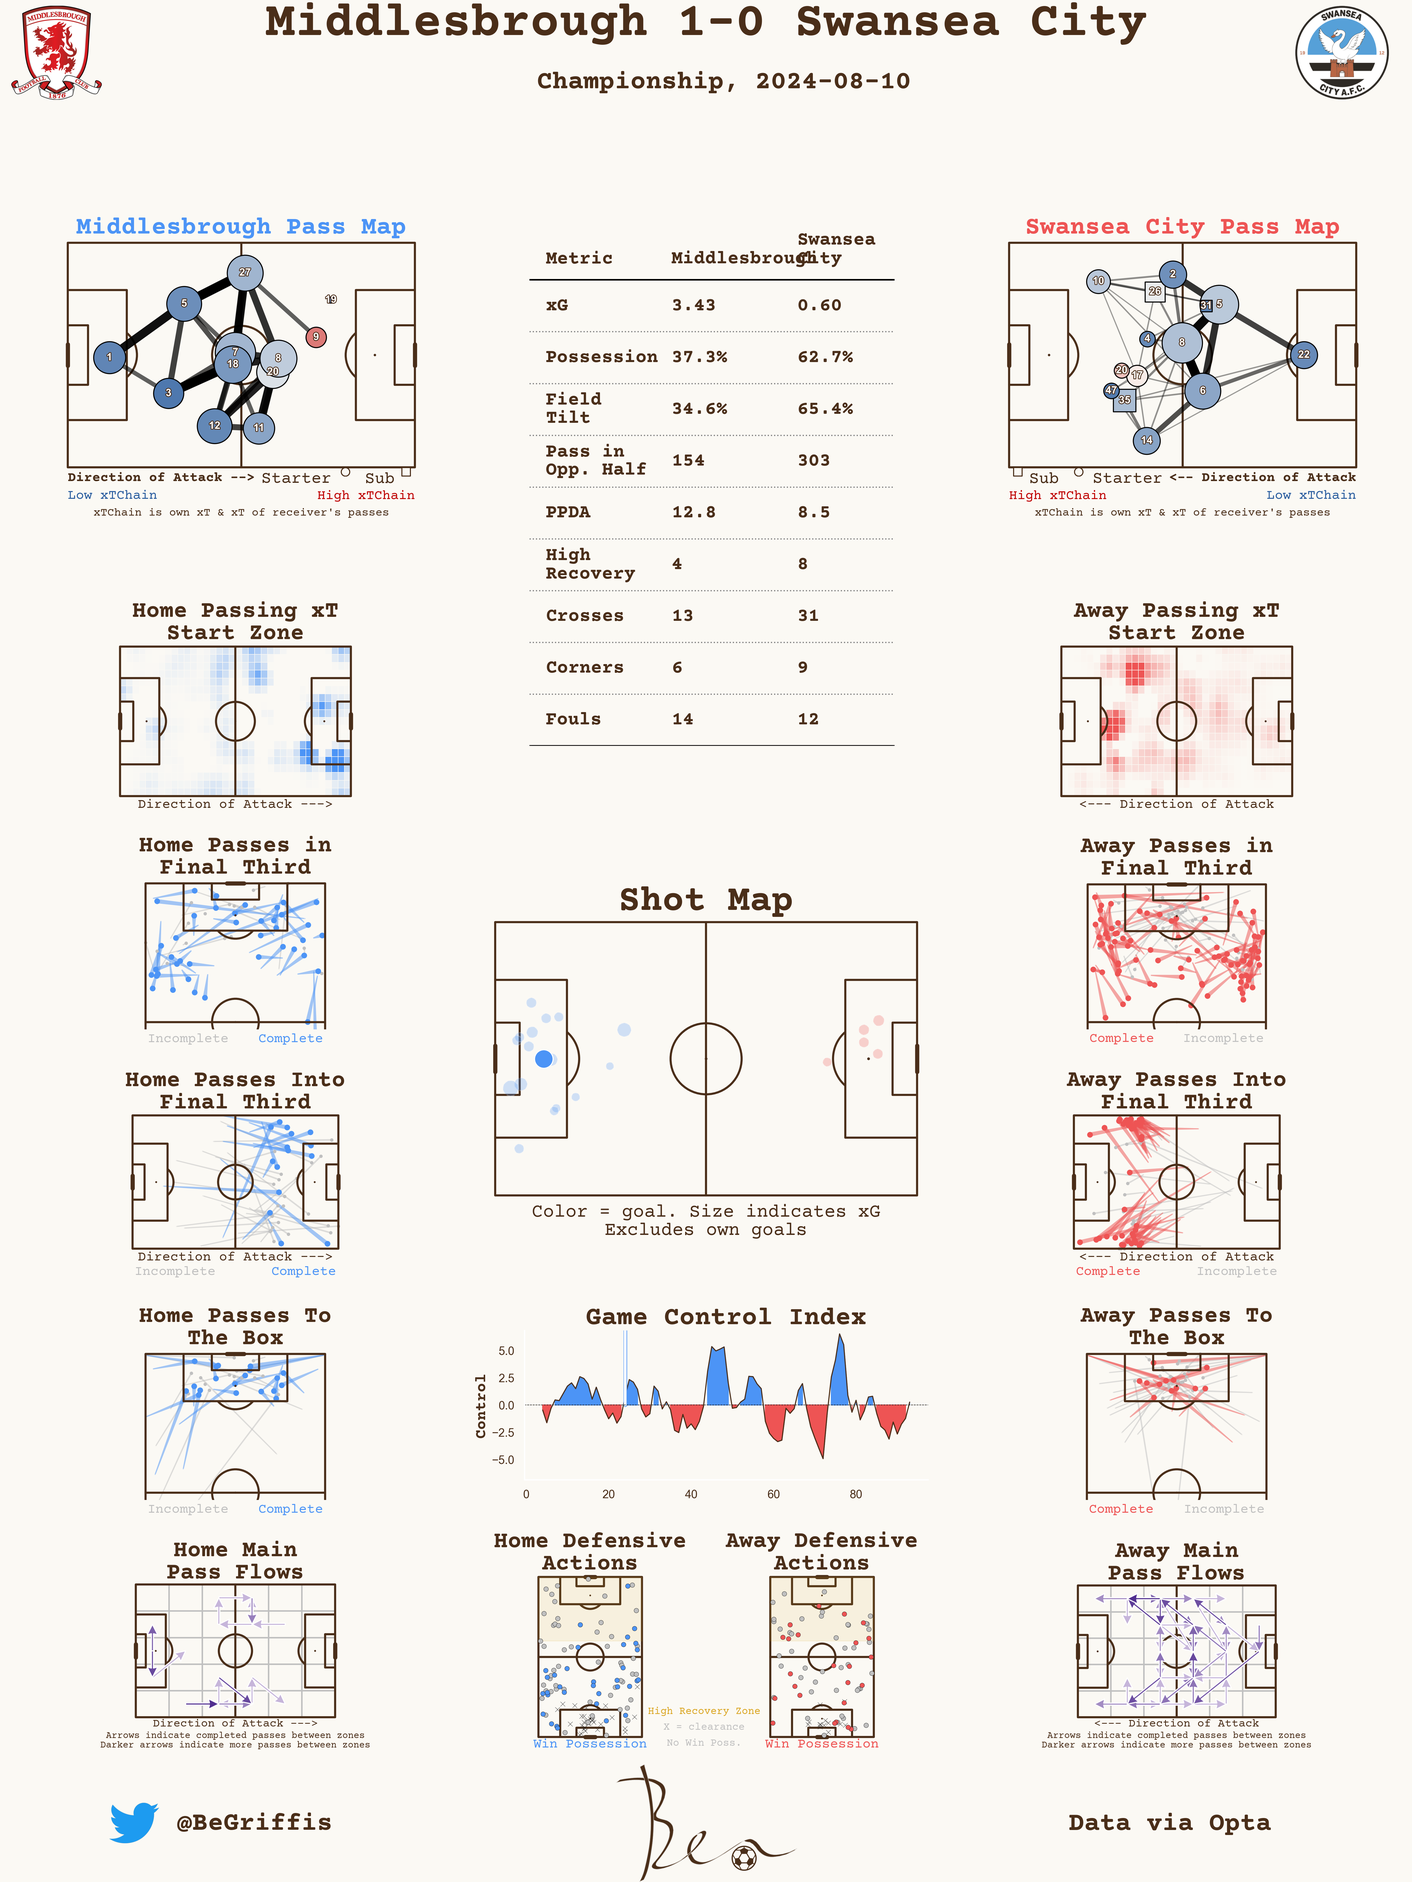 Middlesbrough 1-0 Swansea City
Championship, 2024-08-10
MIDDLESBROUGH
FOOTBALL CLUB
1876
SWANSEA
CITY A.F.C.
19 12
Middlesbrough Pass Map
27
5
19
9
1
7
8
18
20
3
12
11
Direction of Attack --> Starter Sub
Low xTChain High xTChain
xTChain is own xT & xT of receiver's passes
Metric Middlesbrough Swansea City
xG 3.43 0.60
Possession 37.3% 62.7%
Field Tilt 34.6% 65.4%
Pass in Opp. Half 154 303
PPDA 12.8 8.5
High Recovery 4 8
Crosses 13 31
Corners 6 9
Fouls 14 12
Swansea City Pass Map
2
10
26
31
5
4
8
22
20
17
47
35
6
14
Sub Starter <-- Direction of Attack
High xTChain Low xTChain
xTChain is own xT & xT of receiver's passes
Home Passing xT
Start Zone
Direction of Attack --->
Away Passing xT
Start Zone
<--- Direction of Attack
Home Passes in
Final Third
Incomplete Complete
Away Passes in
Final Third
Complete Incomplete
Shot Map
Color = goal. Size indicates xG
Excludes own goals
Home Passes Into
Final Third
Direction of Attack --->
Incomplete Complete
Away Passes Into
Final Third
<--- Direction of Attack
Complete Incomplete
Home Passes To
The Box
Incomplete Complete
Game Control Index
Control
5.0
2.5
0.0
−2.5
−5.0
0 20 40 60 80
Away Passes To
The Box
Complete Incomplete
Home Main
Pass Flows
Direction of Attack --->
Arrows indicate completed passes between zones
Darker arrows indicate more passes between zones
Home Defensive
Actions
Win Possession
High Recovery Zone
X = clearance
No Win Poss.
Away Defensive
Actions
Win Possession
Away Main
Pass Flows
<--- Direction of Attack
Arrows indicate completed passes between zones
Darker arrows indicate more passes between zones
@BeGriffis
Ben
Data via Opta